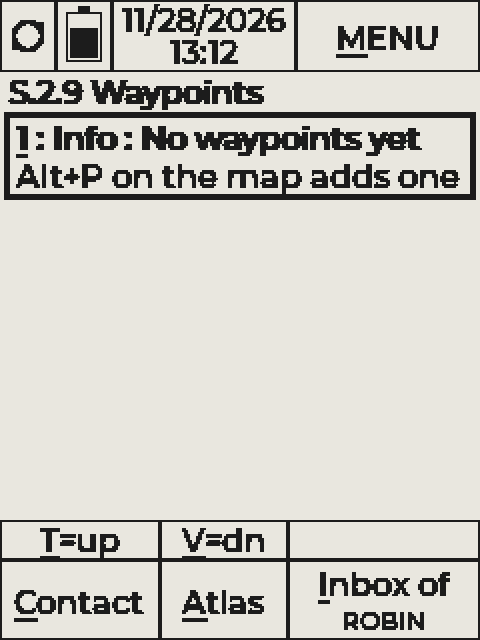 11/28/2026
13:12
MENU
S.2.9 Waypoints
1 : Info : No waypoints yet
Alt+P on the map adds one
T=up
V=dn
Contact
Atlas
Inbox of
ROBIN